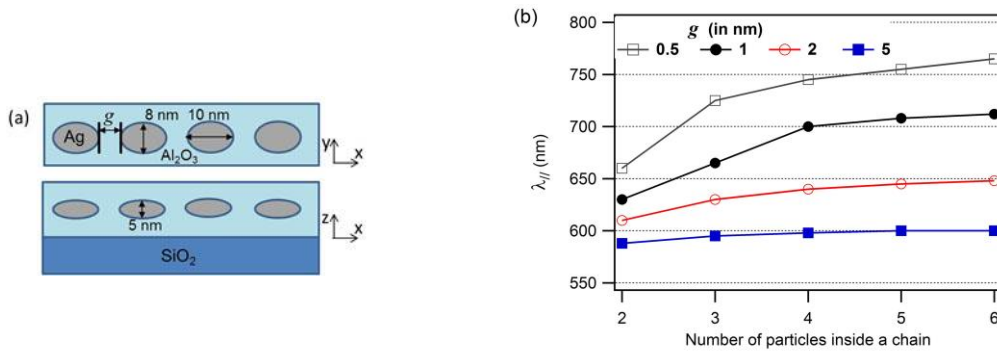 (a)
Ag
g
8 nm
10 nm
Al₂O₃
y
x
5 nm
z
x
SiO₂
(b)
g (in nm)
0.5 1 2 5
800
750
700
650
600
550
λ// (nm)
2 3 4 5 6
Number of particles inside a chain